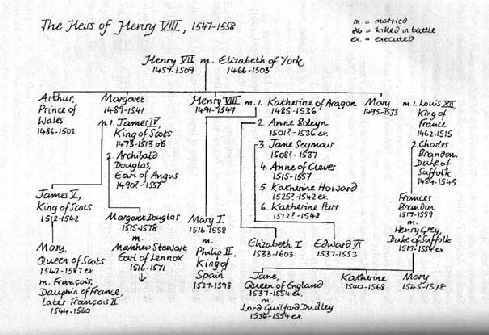 The Heirs of Henry VIII, 1547-1558
m. = married
kib = killed in battle
ex. = executed
Henry VII m. Elizabeth of York
1457-1509 1466-1503
Arthur,
Prince of
Wales
1486-1502
Margaret
1489-1541
m. 1. James IV
King of Scots
1473-1513 kib
2. Archibald
Douglas,
Earl of Angus
1490?-1557
Henry VIII
1491-1547
m. 1. Katherine of Aragon
1485-1536
2. Anne Boleyn
1501?-1536 ex.
3. Jane Seymour
1508?-1537
4. Anne of Cleves
1515-1557
5. Katherine Howard
1525?-1542 ex.
6. Katherine Parr
1512?-1548
Mary
1495-1533
m. 1. Louis XII
King of
France
1462-1515
2. Charles
Brandon,
Duke of
Suffolk
1484-1545
James V,
King of Scots
1512-1542
Margaret Douglas
1515-1578
m.
Matthew Stewart
Earl of Lennox
1516-1571
Mary I
1516-1558
m.
Philip II,
King of
Spain
1527-1598
Elizabeth I
1533-1603
Edward VI
1537-1553
Frances
Brandon
1517-1559
m.
Henry Grey,
Duke of Suffolk
1517-1554 ex.
Mary,
Queen of Scots
1542-1587 ex.
m. François,
Dauphin of France,
later François II
1544-1560
Jane,
Queen of England
1537-1554 ex.
m.
Lord Guilford Dudley
1536-1554 ex.
Katherine
1540-1568
Mary
1545-1578